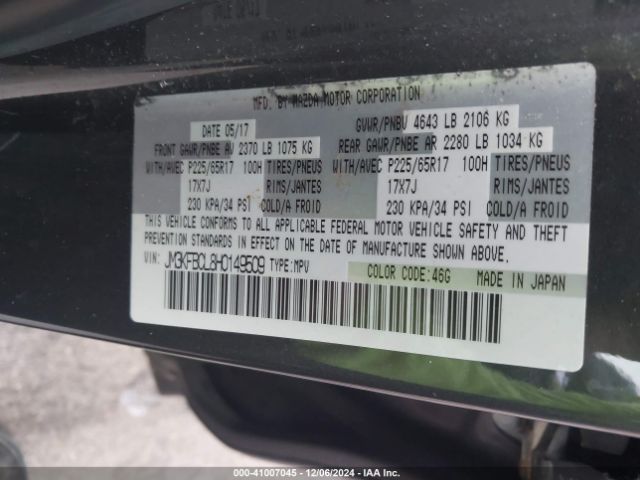 MFD. BY MAZDA MOTOR CORPORATION
DATE 05/17 GVWR/PNBV 4643 LB 2106 KG
FRONT GAWR/PNBE AV 2370 LB 1075 KG REAR GAWR/PNBE AR 2280 LB 1034 KG
WITH/AVEC P225/65R17 100H TIRES/PNEUS WITH/AVEC P225/65R17 100H TIRES/PNEUS
17X7J RIMS/JANTES 17X7J RIMS/JANTES
230 KPA/34 PSI COLD/A FROID 230 KPA/34 PSI COLD/A FROID
THIS VEHICLE CONFORMS TO ALL APPLICABLE FEDERAL MOTOR VEHICLE SAFETY AND THEFT
PREVENTION STANDARDS IN EFFECT ON THE DATE OF MANUFACTURE SHOWN ABOVE.
VIN: JM3KFBCL8H0149509 TYPE:MPV COLOR CODE:46G MADE IN JAPAN
000-41007045 - 12/06/2024 - IAA Inc.